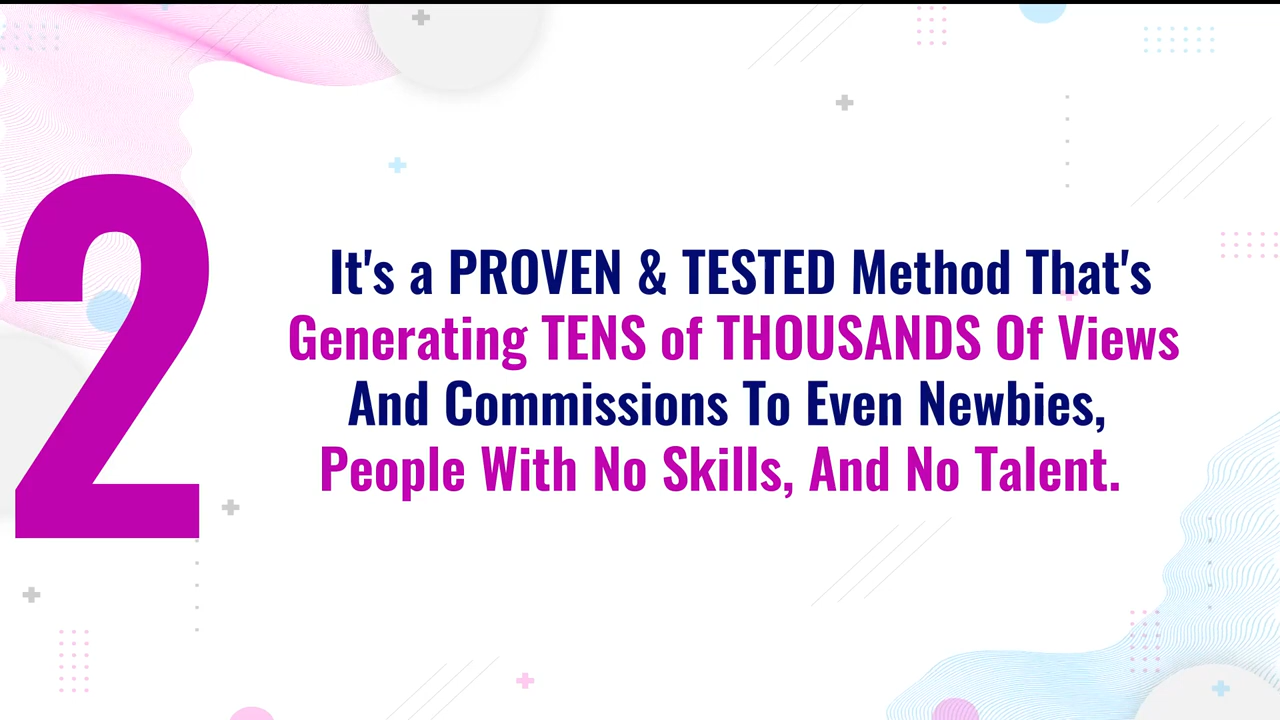 2
It's a PROVEN & TESTED Method That's
Generating TENS of THOUSANDS Of Views
And Commissions To Even Newbies,
People With No Skills, And No Talent.